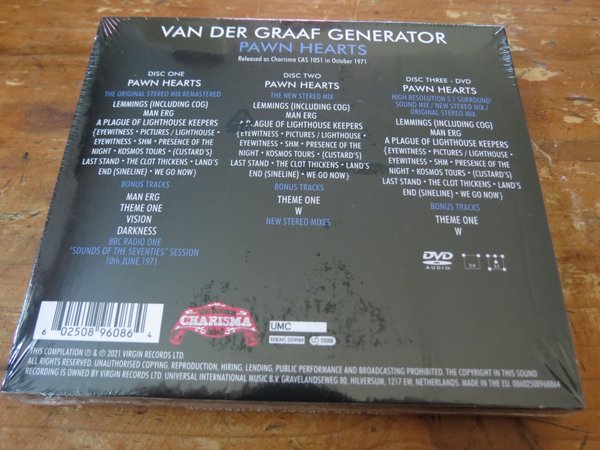 VAN DER GRAAF GENERATOR
PAWN HEARTS
Released as Charisma CAS 1051 in October 1971
DISC ONE
PAWN HEARTS
THE ORIGINAL STEREO MIX REMASTERED
LEMMINGS (INCLUDING COG)
MAN ERG
A PLAGUE OF LIGHTHOUSE KEEPERS
{EYEWITNESS • PICTURES / LIGHTHOUSE •
EYEWITNESS • SHM • PRESENCE OF THE
NIGHT • KOSMOS TOURS • (CUSTARD'S)
LAST STAND • THE CLOT THICKENS • LAND'S
END (SINELINE) • WE GO NOW}
BONUS TRACKS
MAN ERG
THEME ONE
VISION
DARKNESS
BBC RADIO ONE
"SOUNDS OF THE SEVENTIES" SESSION
10th JUNE 1971
DISC TWO
PAWN HEARTS
THE NEW STEREO MIX
LEMMINGS (INCLUDING COG)
MAN ERG
A PLAGUE OF LIGHTHOUSE KEEPERS
{EYEWITNESS • PICTURES / LIGHTHOUSE •
EYEWITNESS • SHM • PRESENCE OF THE
NIGHT • KOSMOS TOURS • (CUSTARD'S)
LAST STAND • THE CLOT THICKENS • LAND'S
END (SINELINE) • WE GO NOW}
BONUS TRACKS
THEME ONE
W
NEW STEREO MIXES
DISC THREE - DVD
PAWN HEARTS
HIGH RESOLUTION 5.1 SURROUND
SOUND MIX / NEW STEREO MIX /
ORIGINAL STEREO MIX
LEMMINGS (INCLUDING COG)
MAN ERG
A PLAGUE OF LIGHTHOUSE KEEPERS
{EYEWITNESS • PICTURES / LIGHTHOUSE •
EYEWITNESS • SHM • PRESENCE OF THE
NIGHT • KOSMOS TOURS • (CUSTARD'S)
LAST STAND • THE CLOT THICKENS • LAND'S
END (SINELINE) • WE GO NOW}
BONUS TRACKS
THEME ONE
W
DVD
AUDIO
6 02508 96086 4
CHARISMA
UMC
BIEM SDRM
THIS COMPILATION ℗ & © 2021 VIRGIN RECORDS LTD.
ALL RIGHTS RESERVED. UNAUTHORISED COPYING, REPRODUCTION, HIRING, LENDING, PUBLIC PERFORMANCE AND BROADCASTING PROHIBITED. THE COPYRIGHT IN THIS SOUND
RECORDING IS OWNED BY VIRGIN RECORDS LTD. UNIVERSAL INTERNATIONAL MUSIC B.V. GRAVELANDSEWEG 80, HILVERSUM, 1217 EW. NETHERLANDS. MADE IN THE EU. 00602508960864